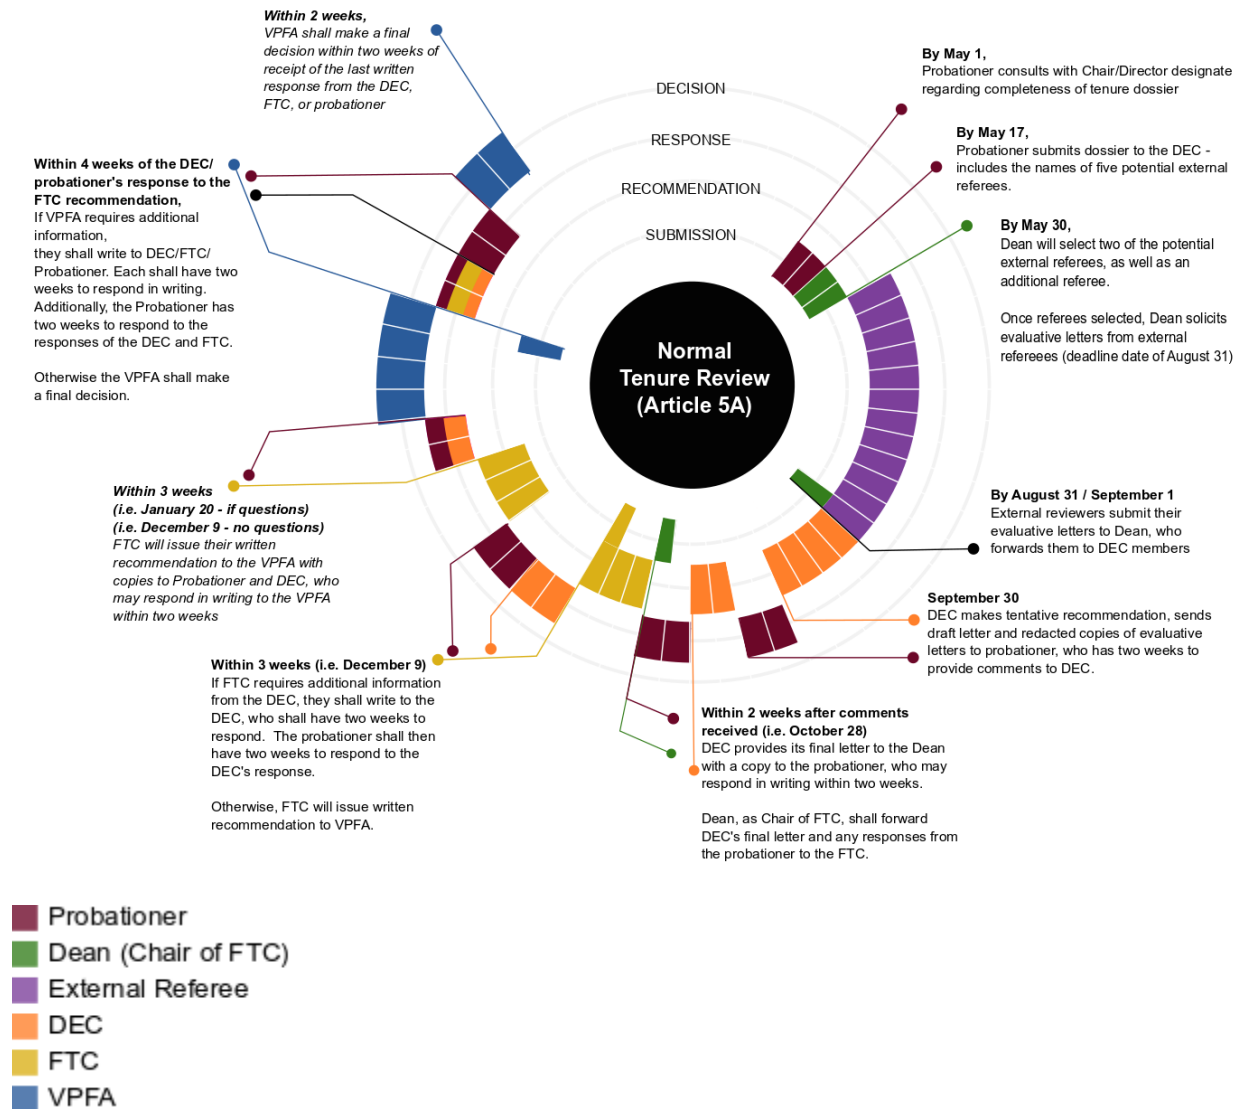 Within 2 weeks,
VPFA shall make a final
decision within two weeks of
receipt of the last written
response from the DEC,
FTC, or probationer
DECISION
RESPONSE
RECOMMENDATION
SUBMISSION
Normal
Tenure Review
(Article 5A)
By May 1,
Probationer consults with Chair/Director designate
regarding completeness of tenure dossier
By May 17,
Probationer submits dossier to the DEC -
includes the names of five potential external
referees.
By May 30,
Dean will select two of the potential
external referees, as well as an
additional referee.
Once referees selected, Dean solicits
evaluative letters from external
refereees (deadline date of August 31)
By August 31 / September 1
External reviewers submit their
evaluative letters to Dean, who
forwards them to DEC members
September 30
DEC makes tentative recommendation, sends
draft letter and redacted copies of evaluative
letters to probationer, who has two weeks to
provide comments to DEC.
Within 2 weeks after comments
received (i.e. October 28)
DEC provides its final letter to the Dean
with a copy to the probationer, who may
respond in writing within two weeks.
Dean, as Chair of FTC, shall forward
DEC's final letter and any responses from
the probationer to the FTC.
Within 3 weeks (i.e. December 9)
If FTC requires additional information
from the DEC, they shall write to the
DEC, who shall have two weeks to
respond.  The probationer shall then
have two weeks to respond to the
DEC's response.
Otherwise, FTC will issue written
recommendation to VPFA.
Within 3 weeks
(i.e. January 20 - if questions)
(i.e. December 9 - no questions)
FTC will issue their written
recommendation to the VPFA with
copies to Probationer and DEC, who
may respond in writing to the VPFA
within two weeks
Within 4 weeks of the DEC/
probationer's response to the
FTC recommendation,
If VPFA requires additional
information,
they shall write to DEC/FTC/
Probationer. Each shall have two
weeks to respond in writing.
Additionally, the Probationer has
two weeks to respond to the
responses of the DEC and FTC.
Otherwise the VPFA shall make
a final decision.
Probationer
Dean (Chair of FTC)
External Referee
DEC
FTC
VPFA